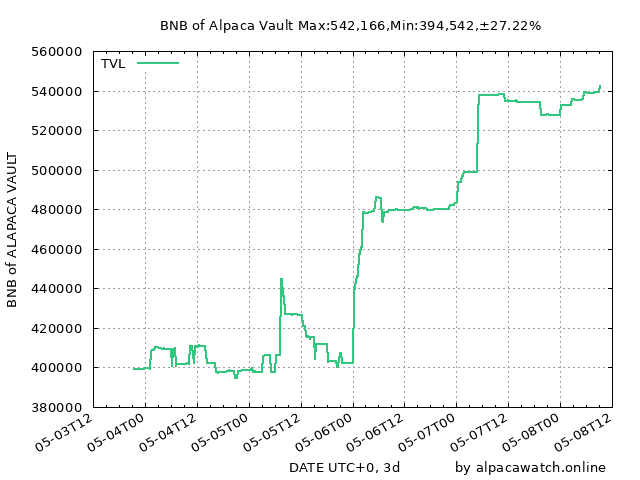 BNB of Alpaca Vault Max:542,166,Min:394,542,±27.22%
TVL
560000
540000
520000
500000
480000
460000
440000
420000
400000
380000
BNB of ALAPACA VAULT
05-03T12
05-04T00
05-04T12
05-05T00
05-05T12
05-06T00
05-06T12
05-07T00
05-07T12
05-08T00
05-08T12
DATE UTC+0, 3d
by alpacawatch.online